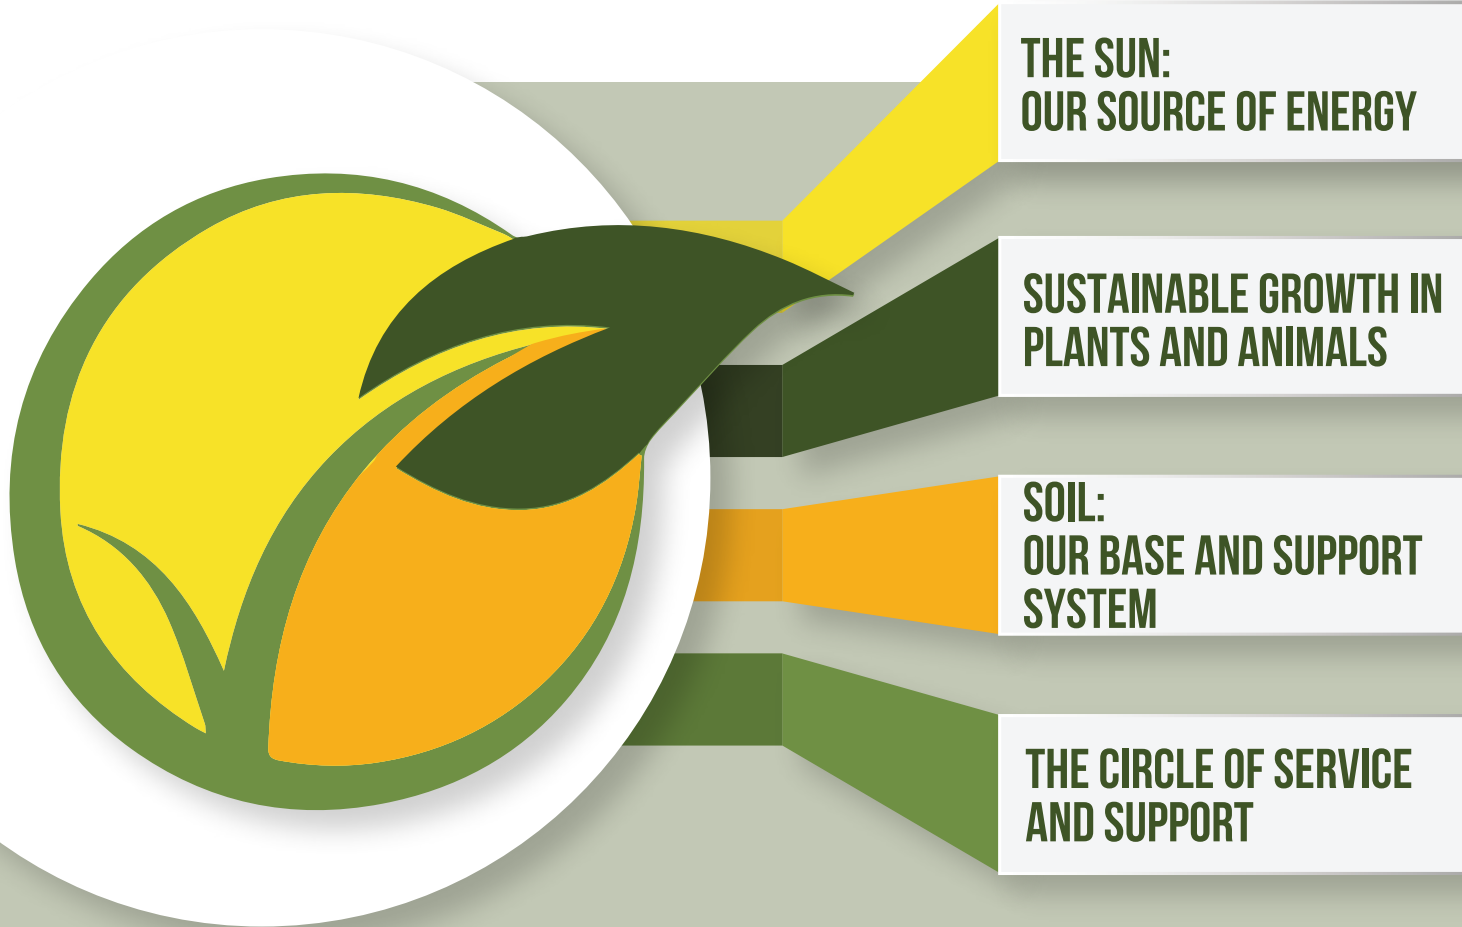 THE SUN:
OUR SOURCE OF ENERGY
SUSTAINABLE GROWTH IN
PLANTS AND ANIMALS
SOIL:
OUR BASE AND SUPPORT
SYSTEM
THE CIRCLE OF SERVICE
AND SUPPORT